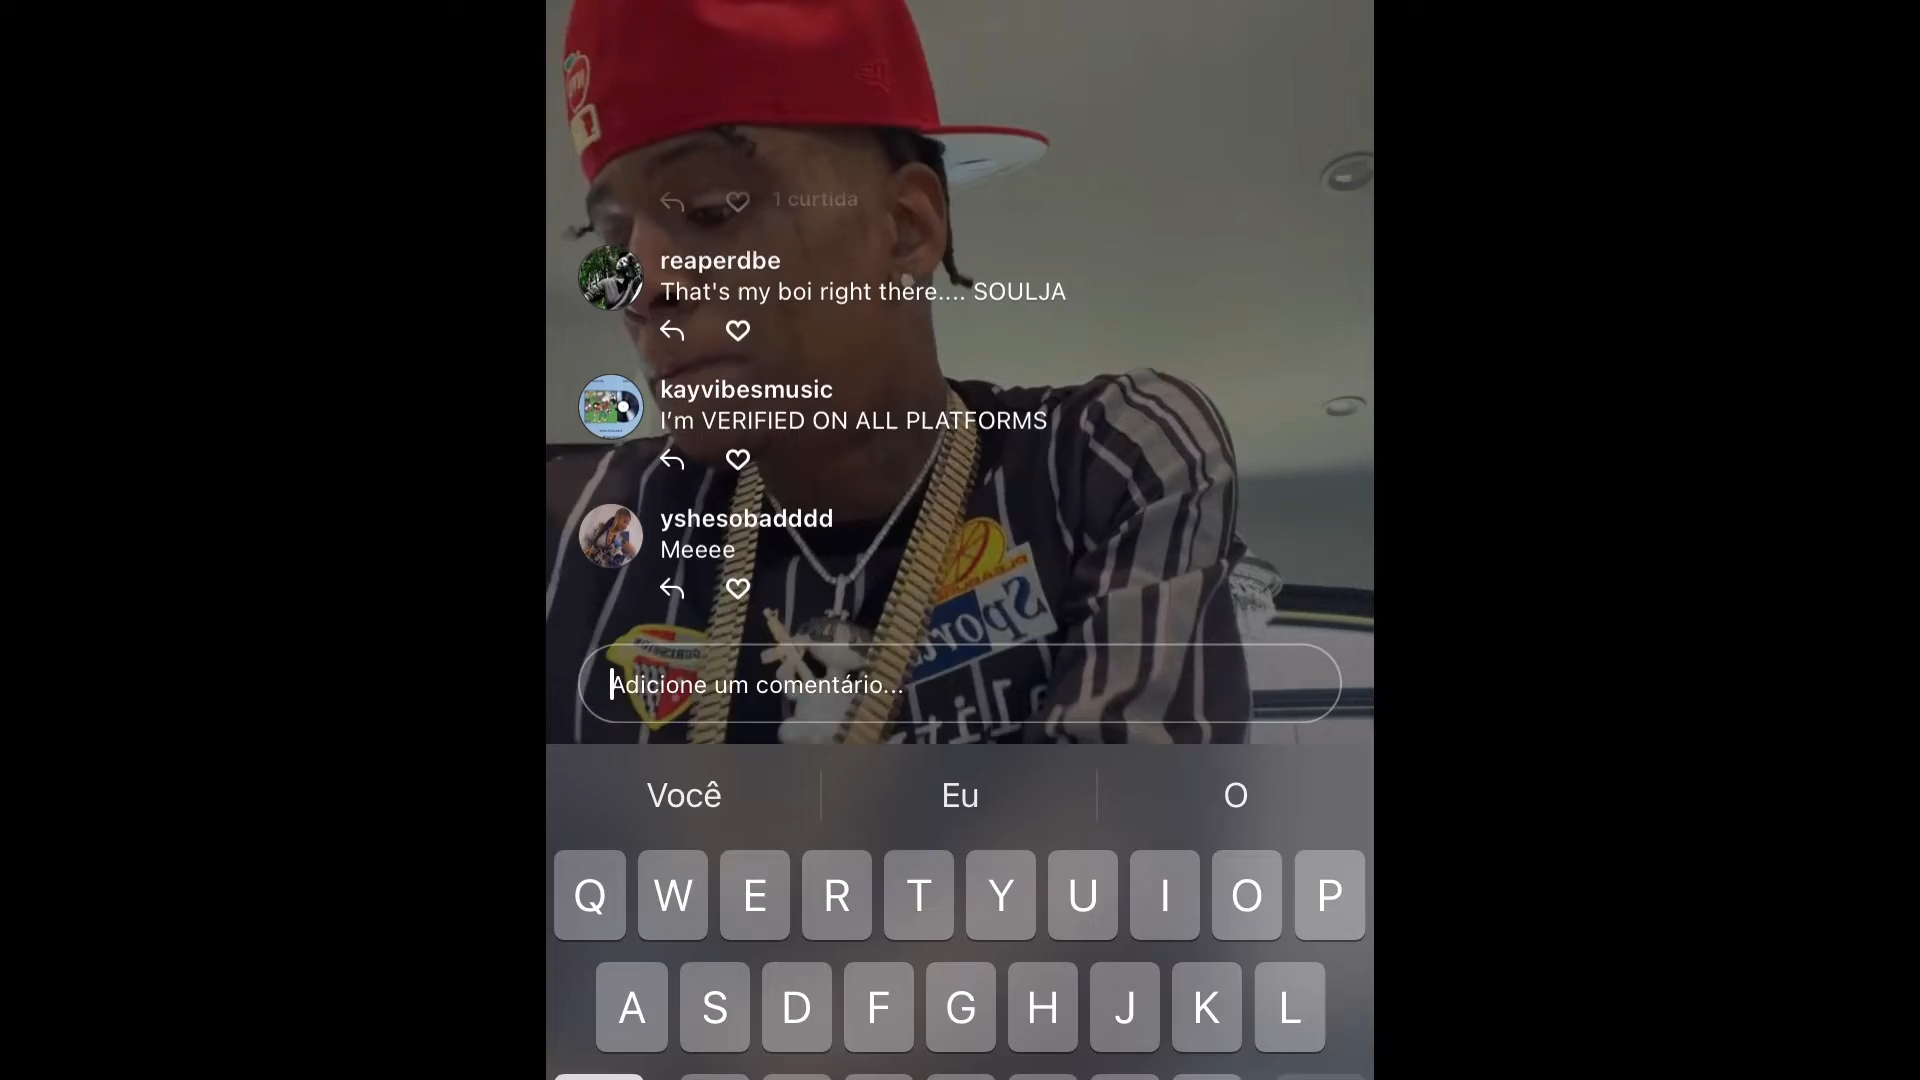 1 curtida
reaperdbe
That's my boi right there.... SOULJA
kayvibesmusic
I'm VERIFIED ON ALL PLATFORMS
yshesobadddd
Meeee
Adicione um comentário...
Você Eu O
Q W E R T Y U I O P
A S D F G H J K L